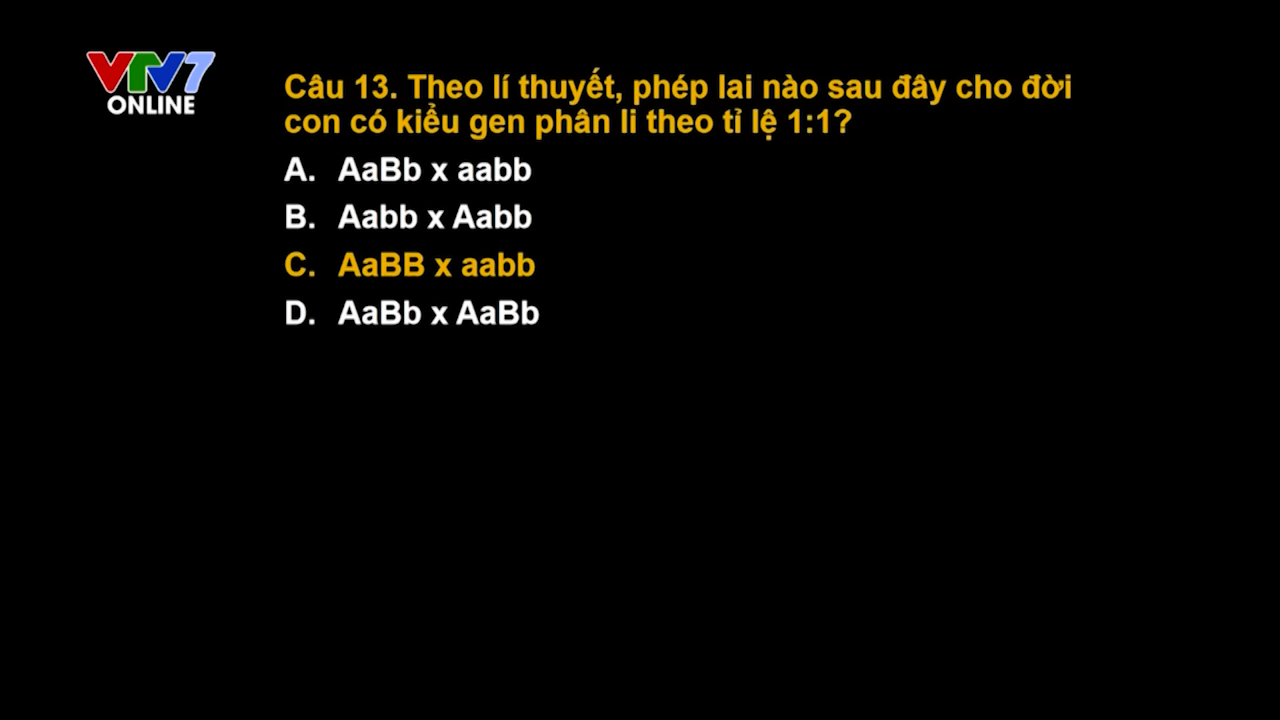 VTV7
ONLINE
Câu 13. Theo lí thuyết, phép lai nào sau đây cho đời
con có kiểu gen phân li theo tỉ lệ 1:1?
A. AaBb x aabb
B. Aabb x Aabb
C. AaBB x aabb
D. AaBb x AaBb